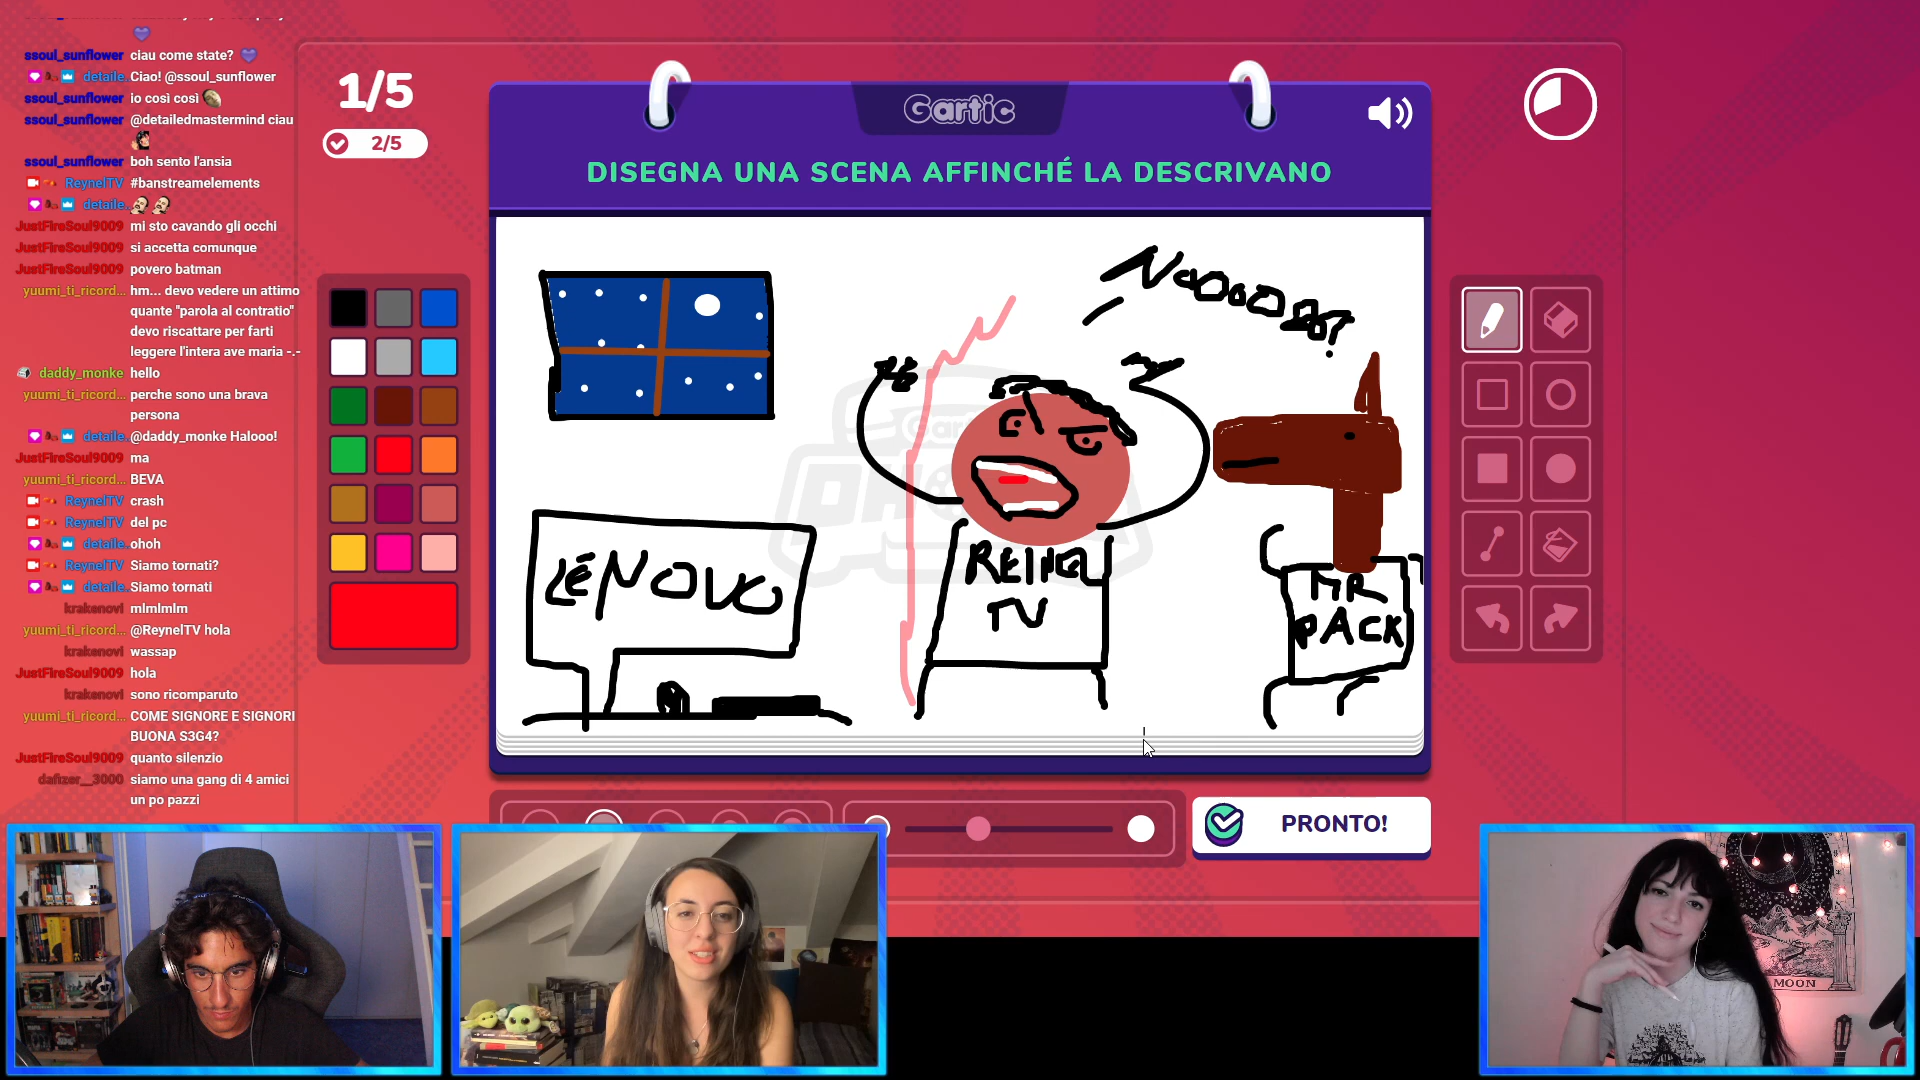 ssoul_sunflower ciau come state?
detaile.. Ciao! @ssoul_sunflower
ssoul_sunflower io così così
ssoul_sunflower @detailedmastermind ciau
ssoul_sunflower boh sento l'ansia
ReynelTV #banstreamelements
detaile..
JustFireSoul9009 mi sto cavando gli occhi
JustFireSoul9009 si accetta comunque
JustFireSoul9009 povero batman
yuumi_ti_ricord... hm... devo vedere un attimo
quante "parola al contratio"
devo riscattare per farti
leggere l'intera ave maria -.-
daddy_monke hello
yuumi_ti_ricord... perche sono una brava
persona
detaile.. @daddy_monke Halooo!
JustFireSoul9009 ma
yuumi_ti_ricord... BEVA
ReynelTV crash
ReynelTV del pc
detaile.. ohoh
ReynelTV Siamo tornati?
detaile.. Siamo tornati
krakenovi mlmlmlm
yuumi_ti_ricord... @ReynelTV hola
krakenovi wassap
JustFireSoul9009 hola
krakenovi sono ricomparuto
yuumi_ti_ricord... COME SIGNORE E SIGNORI
BUONA S3G4?
JustFireSoul9009 quanto silenzio
dafizer__3000 siamo una gang di 4 amici
un po pazzi
1/5
2/5
Gartic
DISEGNA UNA SCENA AFFINCHÉ LA DESCRIVANO
LENOVO
TV
MR
PACK
PRONTO!
MOON